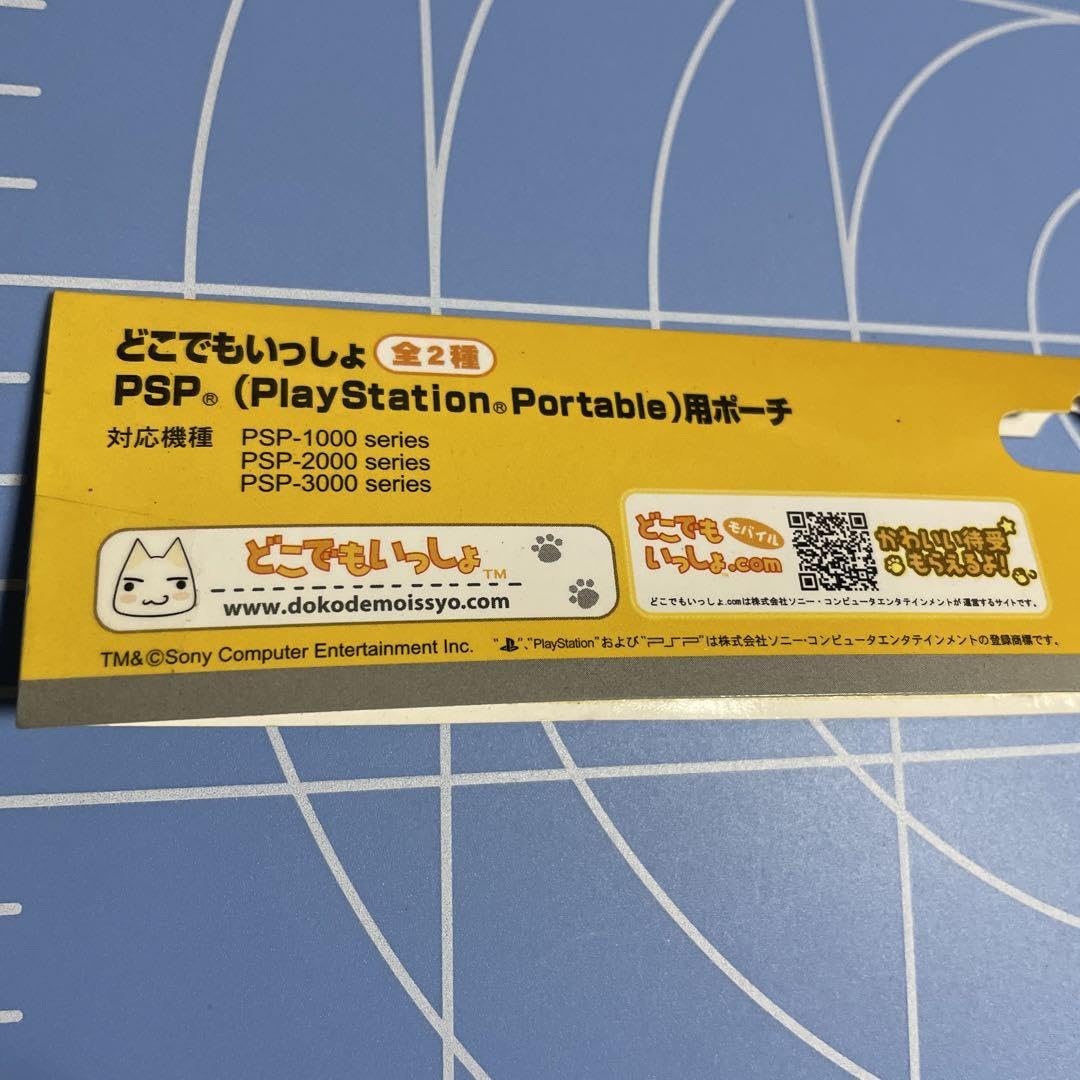 どこでもいっしょ 全2種
PSP® (PlayStation®Portable)用ポーチ
対応機種 PSP-1000 series
PSP-2000 series
PSP-3000 series
どこでもいっしょ™
www.dokodemoissyo.com
どこでも モバイル
いっしょ.com
かわいい待受
もらえるよ!
どこでもいっしょ.comは株式会社ソニー・コンピュータエンタテインメントが運営するサイトです。
TM&©Sony Computer Entertainment Inc.
"、"PlayStation"および"PSP"は株式会社ソニー・コンピュータエンタテインメントの登録商標です。